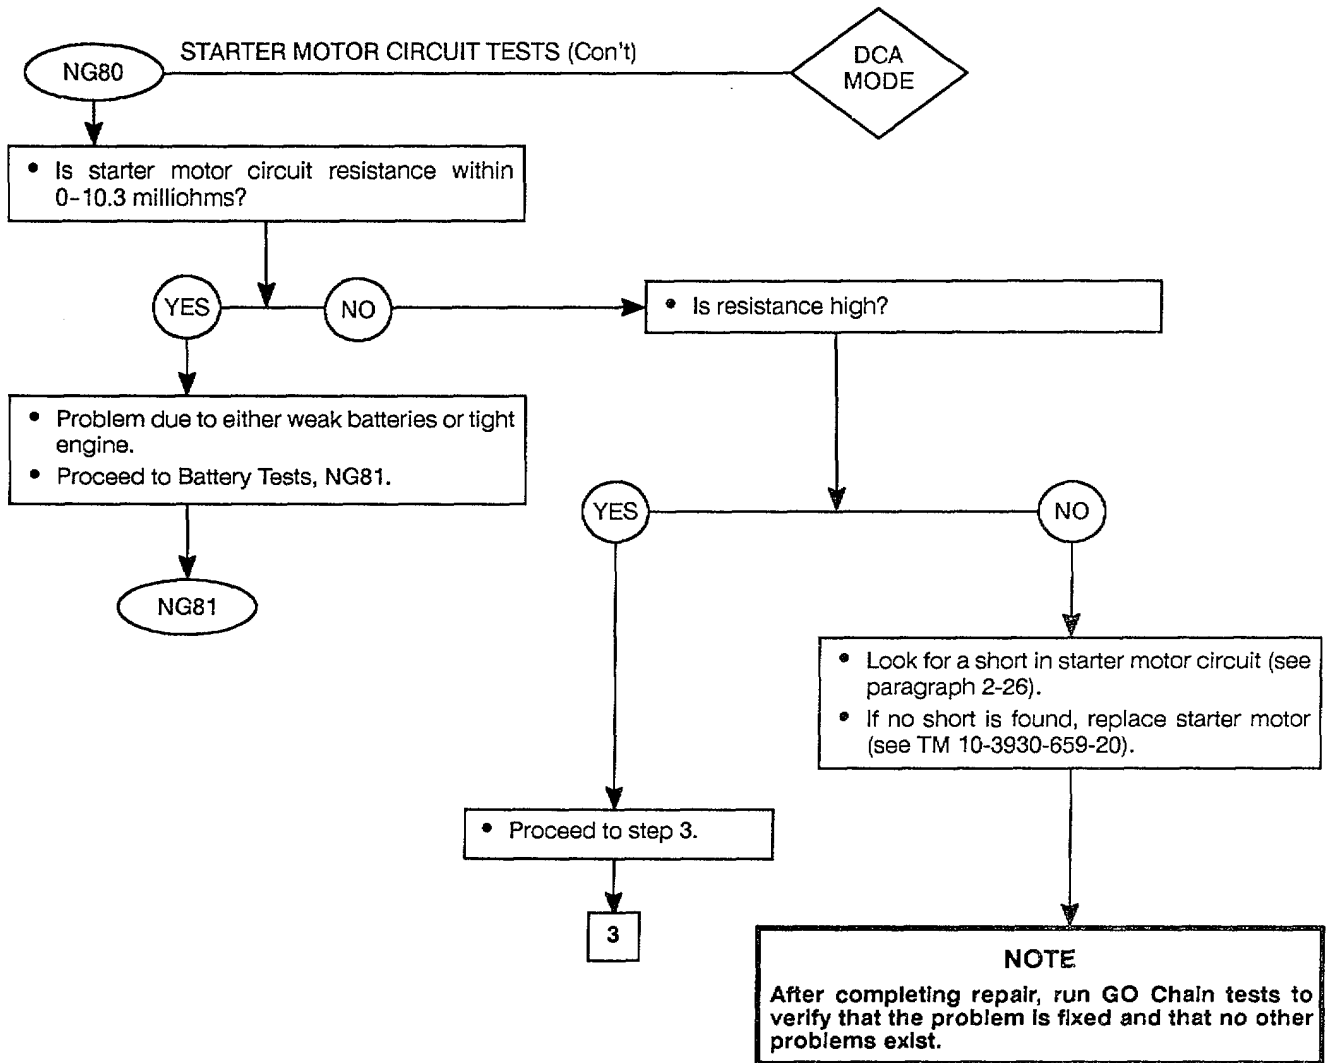 STARTER MOTOR CIRCUIT TESTS (Con't)
NG80
DCA
MODE
• Is starter motor circuit resistance within
0–10.3 milliohms?
YES
NO
• Is resistance high?
• Problem due to either weak batteries or tight
engine.
• Proceed to Battery Tests, NG81.
YES
NO
NG81
• Look for a short in starter motor circuit (see
paragraph 2-26).
• If no short is found, replace starter motor
(see TM 10-3930-659-20).
• Proceed to step 3.
3
NOTE
After completing repair, run GO Chain tests to
verify that the problem is fixed and that no other
problems exist.